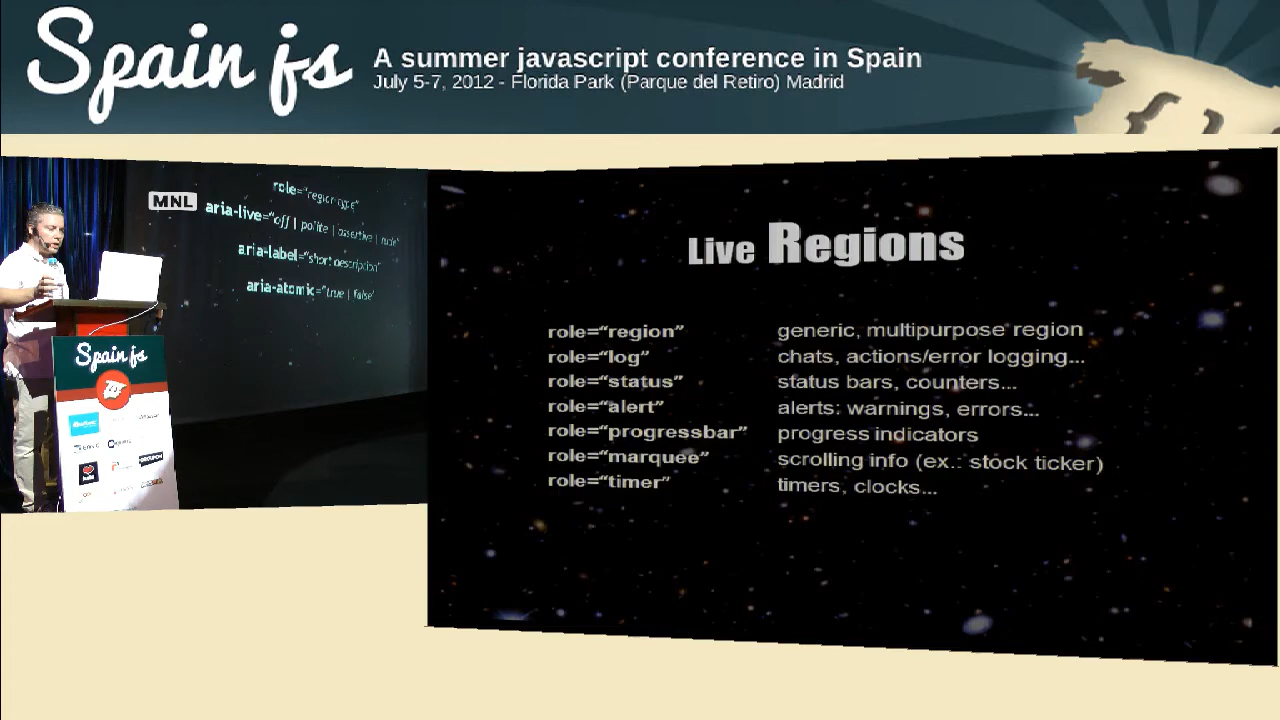 Spain js
A summer javascript conference in Spain
July 5-7, 2012 - Florida Park (Parque del Retiro) Madrid
MNL
role="region type"
aria-live="off | polite | assertive | rude"
aria-label="short description"
aria-atomic="true | false"
Spain js
GROUPON
Live Regions
role=“region” generic, multipurpose region
role=“log” chats, actions/error logging...
role=“status” status bars, counters...
role=“alert” alerts: warnings, errors...
role=“progressbar” progress indicators
role=“marquee” scrolling info (ex.: stock ticker)
role=“timer” timers, clocks...